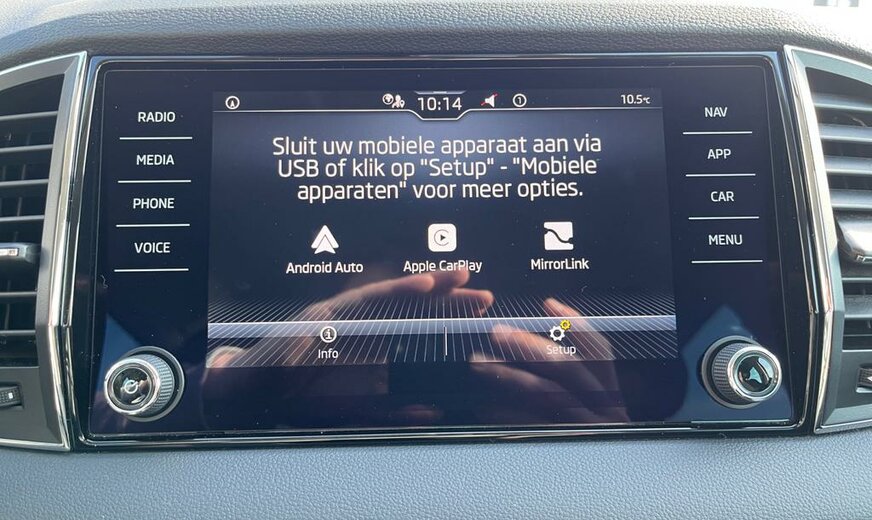 RADIO
MEDIA
PHONE
VOICE
10:14
1
10.5°C
Sluit uw mobiele apparaat aan via
USB of klik op "Setup" - "Mobiele
apparaten" voor meer opties.
Android Auto
Apple CarPlay
MirrorLink
Info
Setup
NAV
APP
CAR
MENU